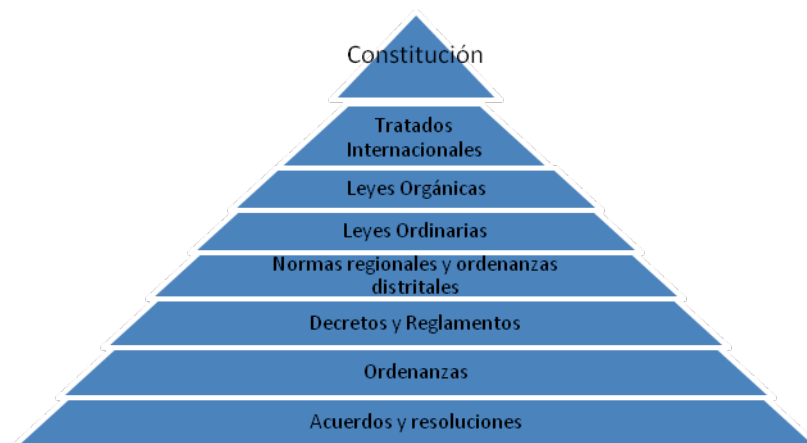 Constitución
Tratados
Internacionales
Leyes Orgánicas
Leyes Ordinarias
Normas regionales y ordenanzas
distritales
Decretos y Reglamentos
Ordenanzas
Acuerdos y resoluciones